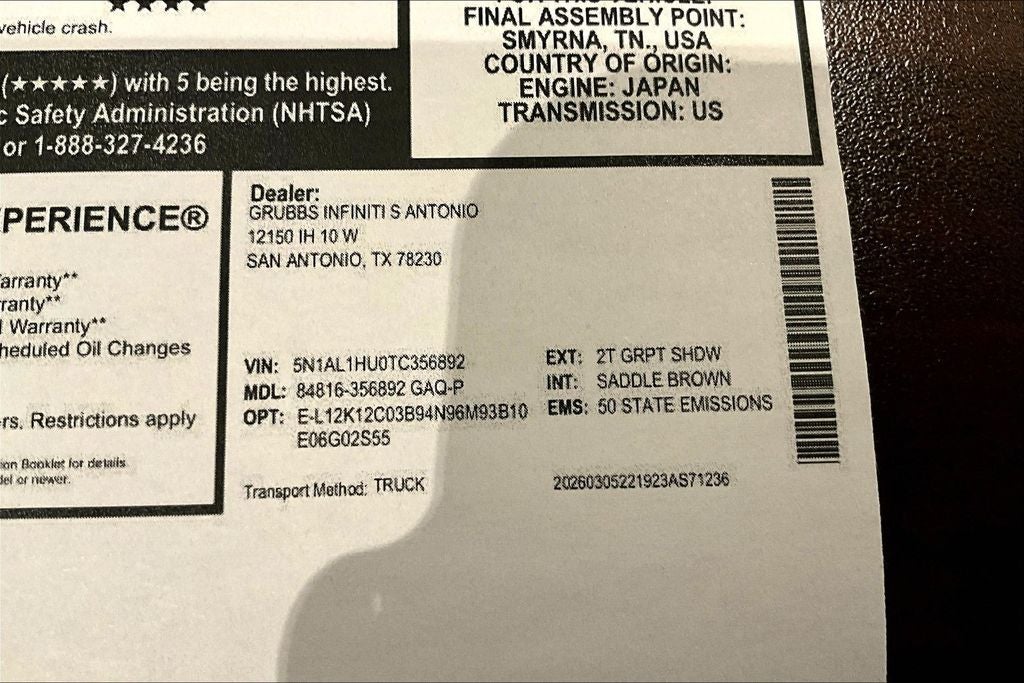 vehicle crash.
(★★★★★) with 5 being the highest.
Safety Administration (NHTSA)
or 1-888-327-4236
FINAL ASSEMBLY POINT:
SMYRNA, TN., USA
COUNTRY OF ORIGIN:
ENGINE: JAPAN
TRANSMISSION: US
PERIENCE®
arranty**
ranty**
Warranty**
heduled Oil Changes
rs. Restrictions apply
on Booklet for details.
del or newer.
Dealer:
GRUBBS INFINITI S ANTONIO
12150 IH 10 W
SAN ANTONIO, TX 78230
VIN: 5N1AL1HU0TC356892
MDL: 84816-356892 GAQ-P
OPT: E-L12K12C03B94N96M93B10
E06G02S55
EXT: 2T GRPT SHDW
INT: SADDLE BROWN
EMS: 50 STATE EMISSIONS
Transport Method: TRUCK
20260305221923AS71236